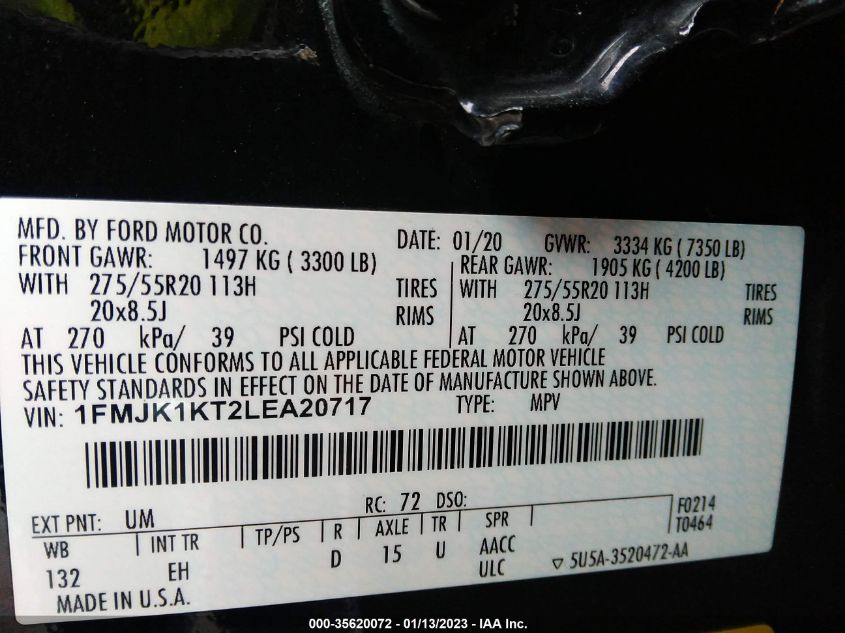 MFD. BY FORD MOTOR CO. DATE: 01/20 GVWR: 3334 KG ( 7350 LB)
FRONT GAWR: 1497 KG ( 3300 LB) REAR GAWR: 1905 KG ( 4200 LB)
WITH 275/55R20 113H TIRES WITH 275/55R20 113H TIRES
20x8.5J RIMS 20x8.5J RIMS
AT 270 kPa/ 39 PSI COLD AT 270 kPa/ 39 PSI COLD
THIS VEHICLE CONFORMS TO ALL APPLICABLE FEDERAL MOTOR VEHICLE
SAFETY STANDARDS IN EFFECT ON THE DATE OF MANUFACTURE SHOWN ABOVE.
VIN: 1FMJK1KT2LEA20717 TYPE: MPV
EXT PNT: UM RC: 72 DSO: F0214
T0464
WB INT TR TP/PS R AXLE TR SPR
132 EH D 15 U AACC
ULC
5U5A-3520472-AA
MADE IN U.S.A.
000-35620072 - 01/13/2023 - IAA Inc.